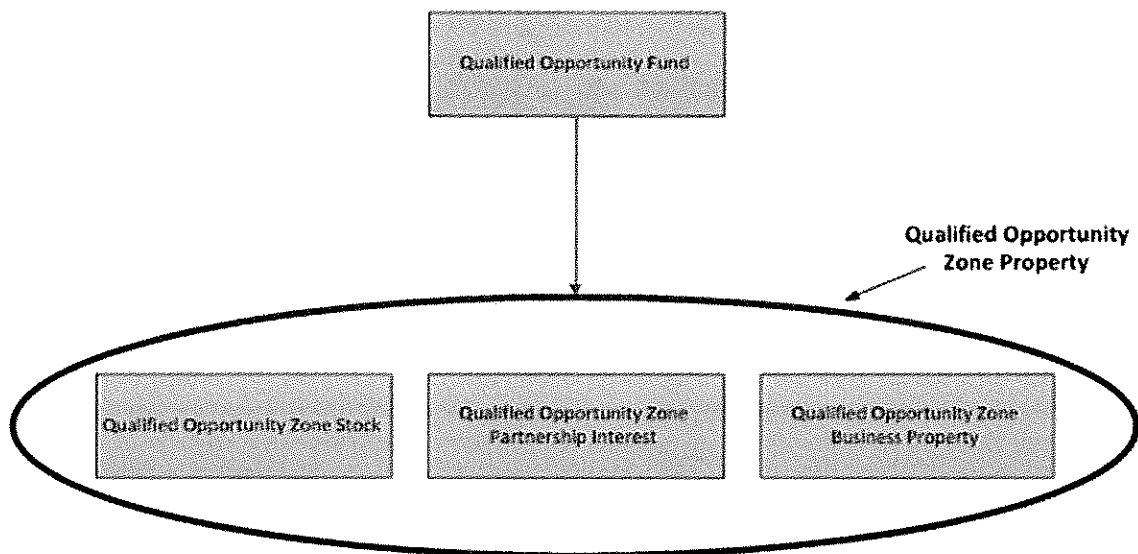 Qualified Opportunity Fund
Qualified Opportunity
Zone Property
Qualified Opportunity Zone Stock
Qualified Opportunity Zone
Partnership Interest
Qualified Opportunity Zone
Business Property